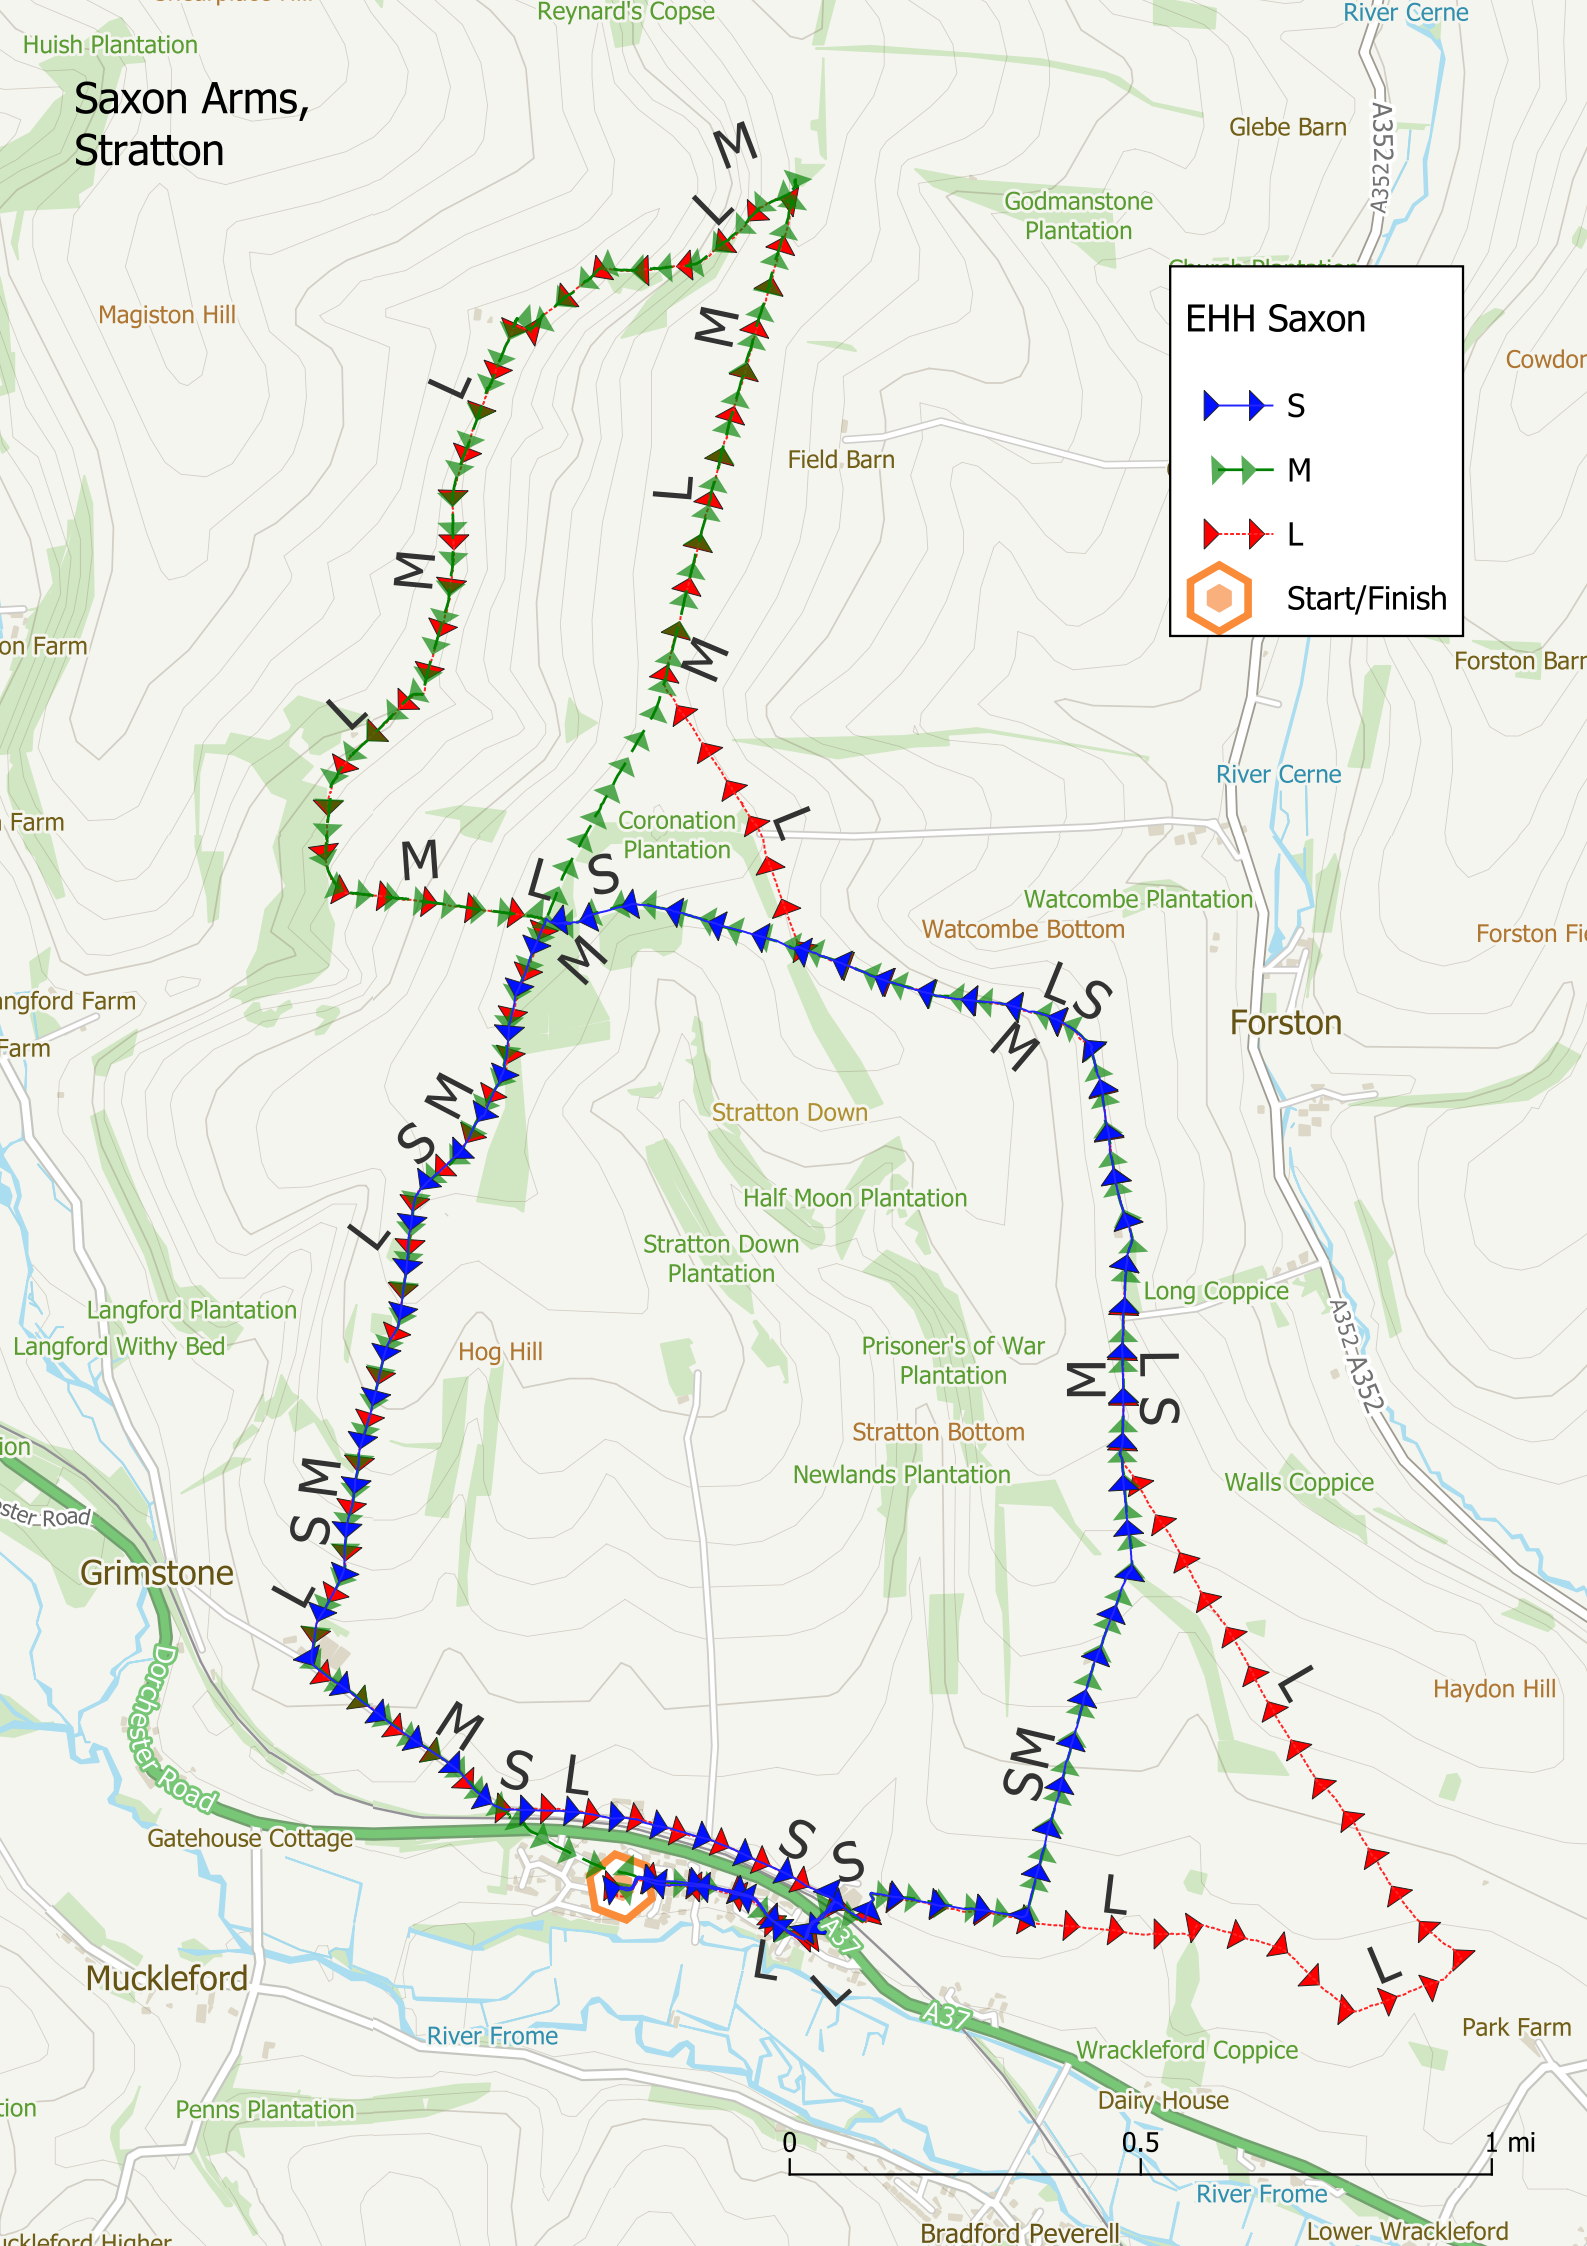 Reynard's Copse
River Cerne
Huish Plantation
Saxon Arms,
Stratton
A352
A352
Glebe Barn
M
L
Godmanstone
Plantation
Magiston Hill
EHH Saxon
S
M
L
Start/Finish
M
L
Cowdon
Field Barn
L
M
on Farm
M
Forston Barn
L
River Cerne
Farm
Coronation
Plantation
L
M
L
S
Watcombe Plantation
Watcombe Bottom
M
L
S
M
angford Farm
Forston
Farm
M
S
Stratton Down
Half Moon Plantation
L
Stratton Down
Plantation
Long Coppice
Langford Plantation
Langford Withy Bed
Hog Hill
Prisoner's of War
Plantation
A352-A352
M
L
S
Stratton Bottom
Newlands Plantation
Walls Coppice
M
S
Grimstone
L
L
Haydon Hill
Dorchester Road
M
S
L
SM
Gatehouse Cottage
S
S
L
A37
L
L
L
Muckleford
A37
River Frome
Park Farm
Wrackleford Coppice
Dairy House
Penns Plantation
0
0.5
1 mi
River Frome
Bradford Peverell
Lower Wrackleford